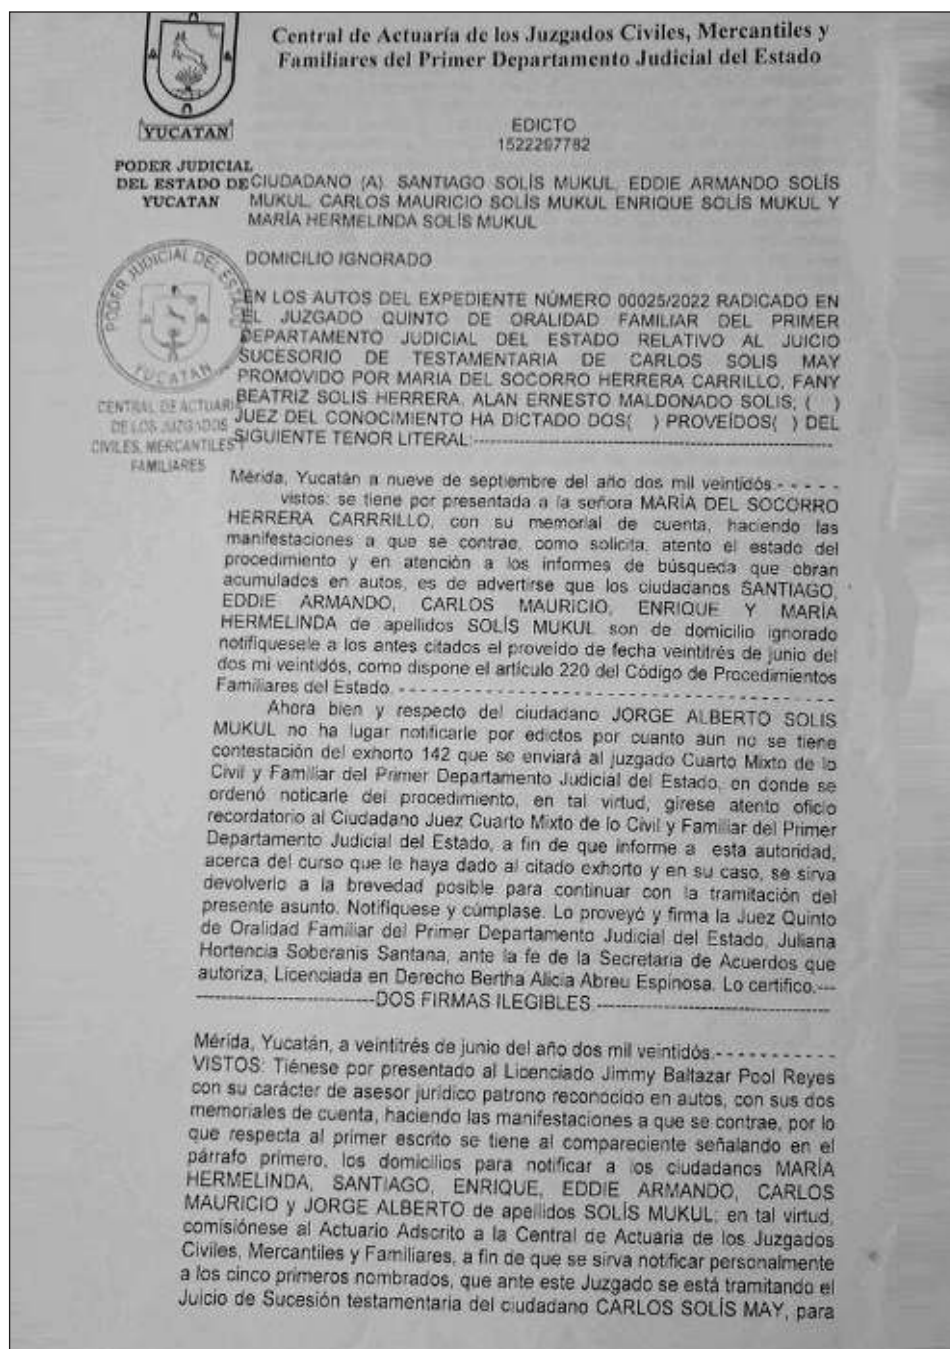 Central de Actuaría de los Juzgados Civiles, Mercantiles y
Familiares del Primer Departamento Judicial del Estado
YUCATAN
PODER JUDICIAL
DEL ESTADO DE
YUCATAN
EDICTO
1522297782
CIUDADANO (A). SANTIAGO SOLÍS MUKUL, EDDIE ARMANDO SOLÍS
MUKUL, CARLOS MAURICIO SOLÍS MUKUL ENRIQUE SOLÍS MUKUL Y
MARÍA HERMELINDA SOLÍS MUKUL
DOMICILIO IGNORADO
PODER JUDICIAL DEL ESTADO
YUCATAN
CENTRAL DE ACTUARIA
DE LOS JUZGADOS
CIVILES, MERCANTILES Y
FAMILIARES
EN LOS AUTOS DEL EXPEDIENTE NÚMERO 00025/2022 RADICADO EN
EL JUZGADO QUINTO DE ORALIDAD FAMILIAR DEL PRIMER
DEPARTAMENTO JUDICIAL DEL ESTADO RELATIVO AL JUICIO
SUCESORIO DE TESTAMENTARIA DE CARLOS SOLIS MAY
PROMOVIDO POR MARIA DEL SOCORRO HERRERA CARRILLO, FANY
BEATRIZ SOLIS HERRERA, ALAN ERNESTO MALDONADO SOLIS; ( )
JUEZ DEL CONOCIMIENTO HA DICTADO DOS( ) PROVEÍDOS( ) DEL
SIGUIENTE TENOR LITERAL:---
Mérida, Yucatán a nueve de septiembre del año dos mil veintidós.- - - - -
vistos: se tiene por presentada a la señora MARÍA DEL SOCORRO
HERRERA CARRRILLO, con su memorial de cuenta, haciendo las
manifestaciones a que se contrae, como solicita, atento el estado del
procedimiento y en atención a los informes de búsqueda que obran
acumulados en autos, es de advertirse que los ciudadanos SANTIAGO,
EDDIE ARMANDO, CARLOS MAURICIO, ENRIQUE Y MARÍA
HERMELINDA de apellidos SOLÍS MUKUL son de domicilio ignorado
notifíquesele a los antes citados el proveído de fecha veintitrés de junio del
dos mi veintidós, como dispone el artículo 220 del Código de Procedimientos
Familiares del Estado. - - - - - - - - - -
Ahora bien y respecto del ciudadano JORGE ALBERTO SOLIS
MUKUL no ha lugar notificarle por edictos por cuanto aun no se tiene
contestación del exhorto 142 que se enviará al juzgado Cuarto Mixto de lo
Civil y Familiar del Primer Departamento Judicial del Estado, en donde se
ordenó noticarle del procedimiento, en tal virtud, gírese atento oficio
recordatorio al Ciudadano Juez Cuarto Mixto de lo Civil y Familiar del Primer
Departamento Judicial del Estado, a fin de que informe a esta autoridad,
acerca del curso que le haya dado al citado exhorto y en su caso, se sirva
devolverlo a la brevedad posible para continuar con la tramitación del
presente asunto. Notifíquese y cúmplase. Lo proveyó y firma la Juez Quinto
de Oralidad Familiar del Primer Departamento Judicial del Estado, Juliana
Hortencia Soberanis Santana, ante la fe de la Secretaria de Acuerdos que
autoriza, Licenciada en Derecho Bertha Alicia Abreu Espinosa. Lo certifico.---
---DOS FIRMAS ILEGIBLES ---
Mérida, Yucatán, a veintitrés de junio del año dos mil veintidós.- - - - - - - - - - -
VISTOS: Tiénese por presentado al Licenciado Jimmy Baltazar Pool Reyes
con su carácter de asesor jurídico patrono reconocido en autos, con sus dos
memoriales de cuenta, haciendo las manifestaciones a que se contrae, por lo
que respecta al primer escrito se tiene al compareciente señalando en el
párrafo primero, los domicilios para notificar a los ciudadanos MARÍA
HERMELINDA, SANTIAGO, ENRIQUE, EDDIE ARMANDO, CARLOS
MAURICIO y JORGE ALBERTO de apellidos SOLÍS MUKUL; en tal virtud,
comisiónese al Actuario Adscrito a la Central de Actuaria de los Juzgados
Civiles, Mercantiles y Familiares, a fin de que se sirva notificar personalmente
a los cinco primeros nombrados, que ante este Juzgado se está tramitando el
Juicio de Sucesión testamentaria del ciudadano CARLOS SOLÍS MAY, para